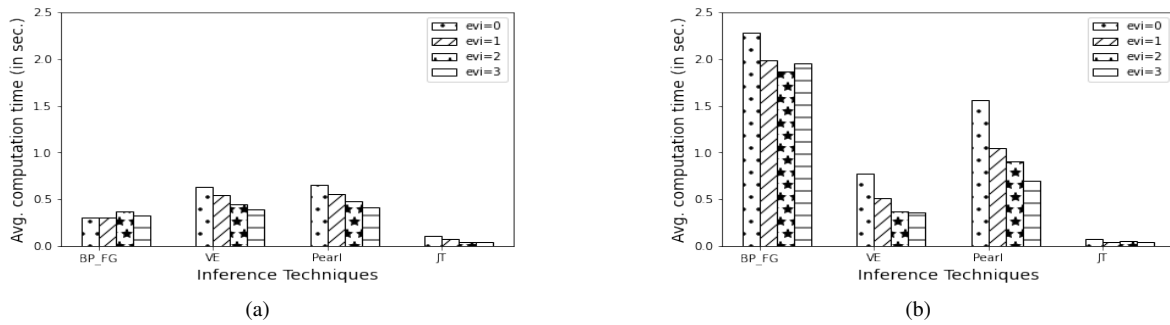 Avg. computation time (in sec.)
2.5
2.0
1.5
1.0
0.5
0.0
evi=0
evi=1
evi=2
evi=3
BP_FG VE Pearl JT
Inference Techniques
(a)
Avg. computation time (in sec.)
2.5
2.0
1.5
1.0
0.5
0.0
evi=0
evi=1
evi=2
evi=3
BP_FG VE Pearl JT
Inference Techniques
(b)